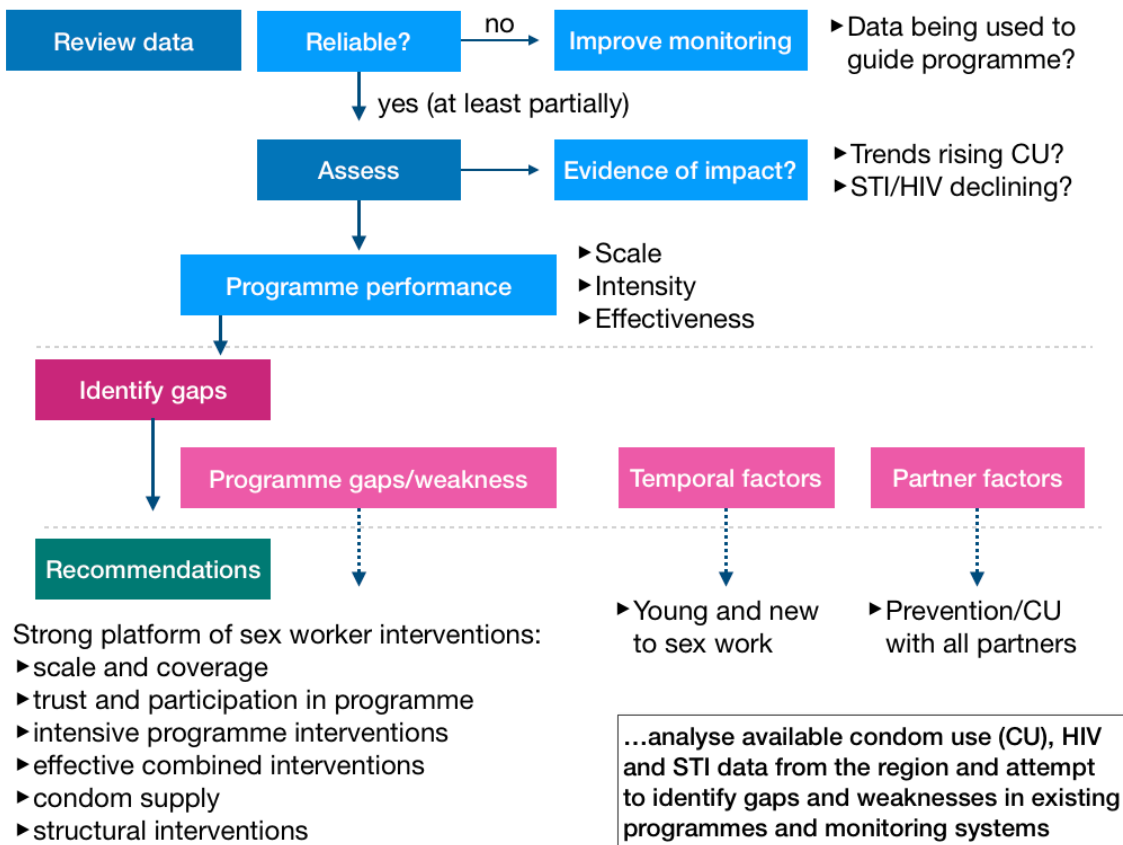 Review data
Reliable?
no
Improve monitoring
▸Data being used to
guide programme?
yes (at least partially)
Assess
Evidence of impact?
▸Trends rising CU?
▸STI/HIV declining?
Programme performance
▸Scale
▸Intensity
▸Effectiveness
Identify gaps
Programme gaps/weakness
Temporal factors
Partner factors
Recommendations
Strong platform of sex worker interventions:
▸scale and coverage
▸trust and participation in programme
▸intensive programme interventions
▸effective combined interventions
▸condom supply
▸structural interventions
▸Young and new
to sex work
▸Prevention/CU
with all partners
…analyse available condom use (CU), HIV
and STI data from the region and attempt
to identify gaps and weaknesses in existing
programmes and monitoring systems